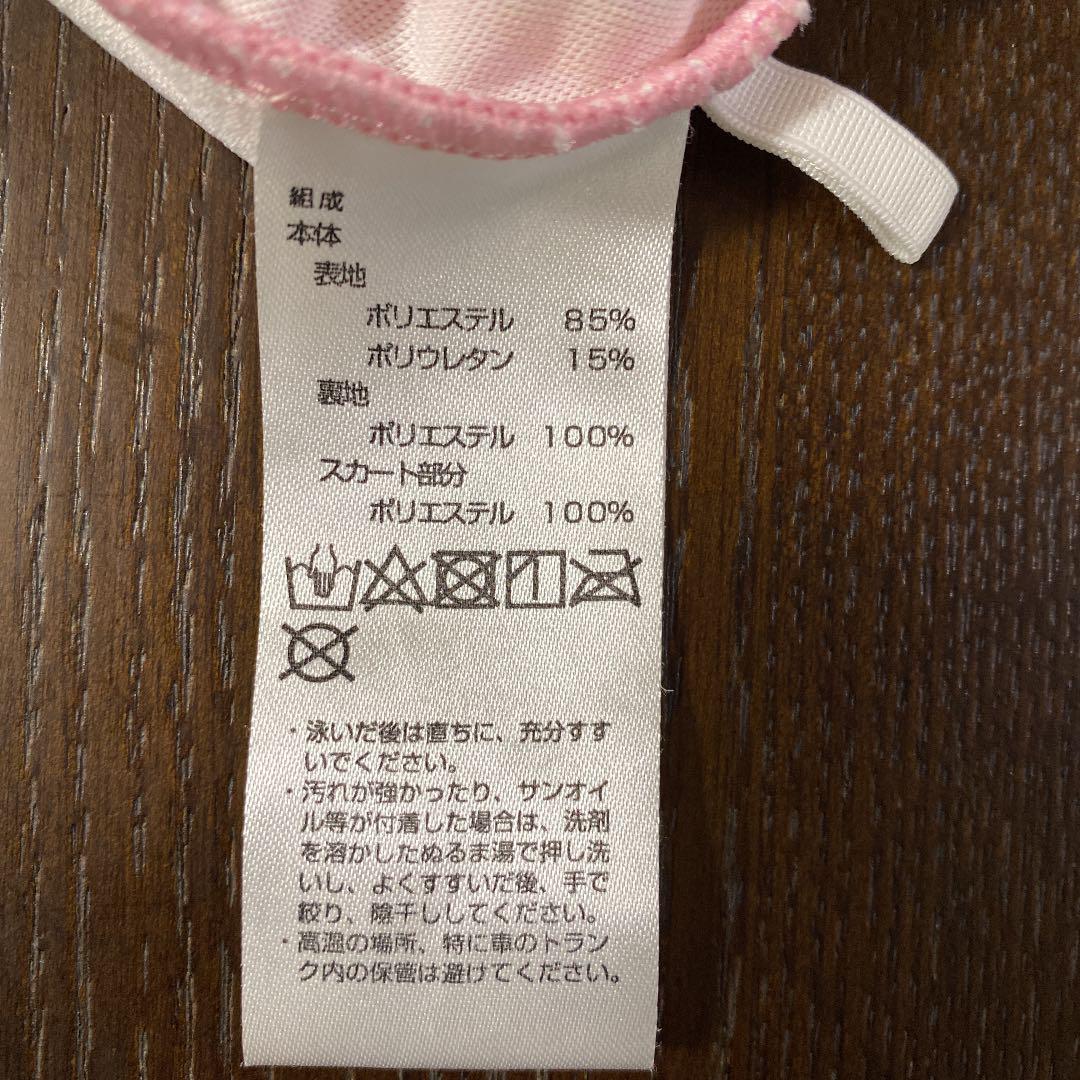 組成
本体
表地
ポリエステル 85%
ポリウレタン 15%
裏地
ポリエステル 100%
スカート部分
ポリエステル 100%
・泳いだ後は直ちに、充分すす
いでください。
・汚れが強かったり、サンオイ
ル等が付着した場合は、洗剤
を溶かしたぬるま湯で押し洗
いし、よくすすいだ後、手で
絞り、陰干ししてください。
・高温の場所、特に車のトラン
ク内の保管は避けてください。